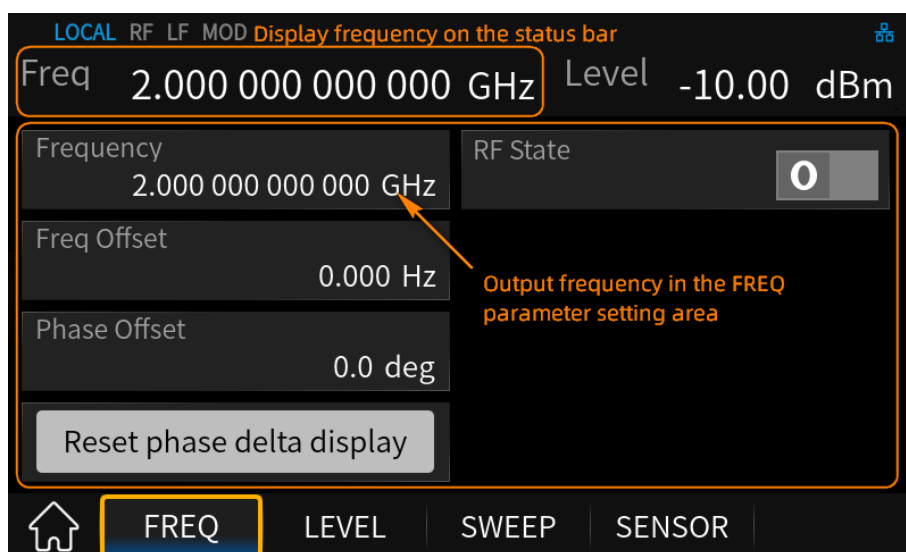 LOCAL RF LF MOD Display frequency on the status bar
Freq 2.000 000 000 000 GHz Level -10.00 dBm
Frequency
2.000 000 000 000 GHz
RF State
0
Freq Offset
0.000 Hz
Output frequency in the FREQ
parameter setting area
Phase Offset
0.0 deg
Reset phase delta display
FREQ LEVEL SWEEP SENSOR